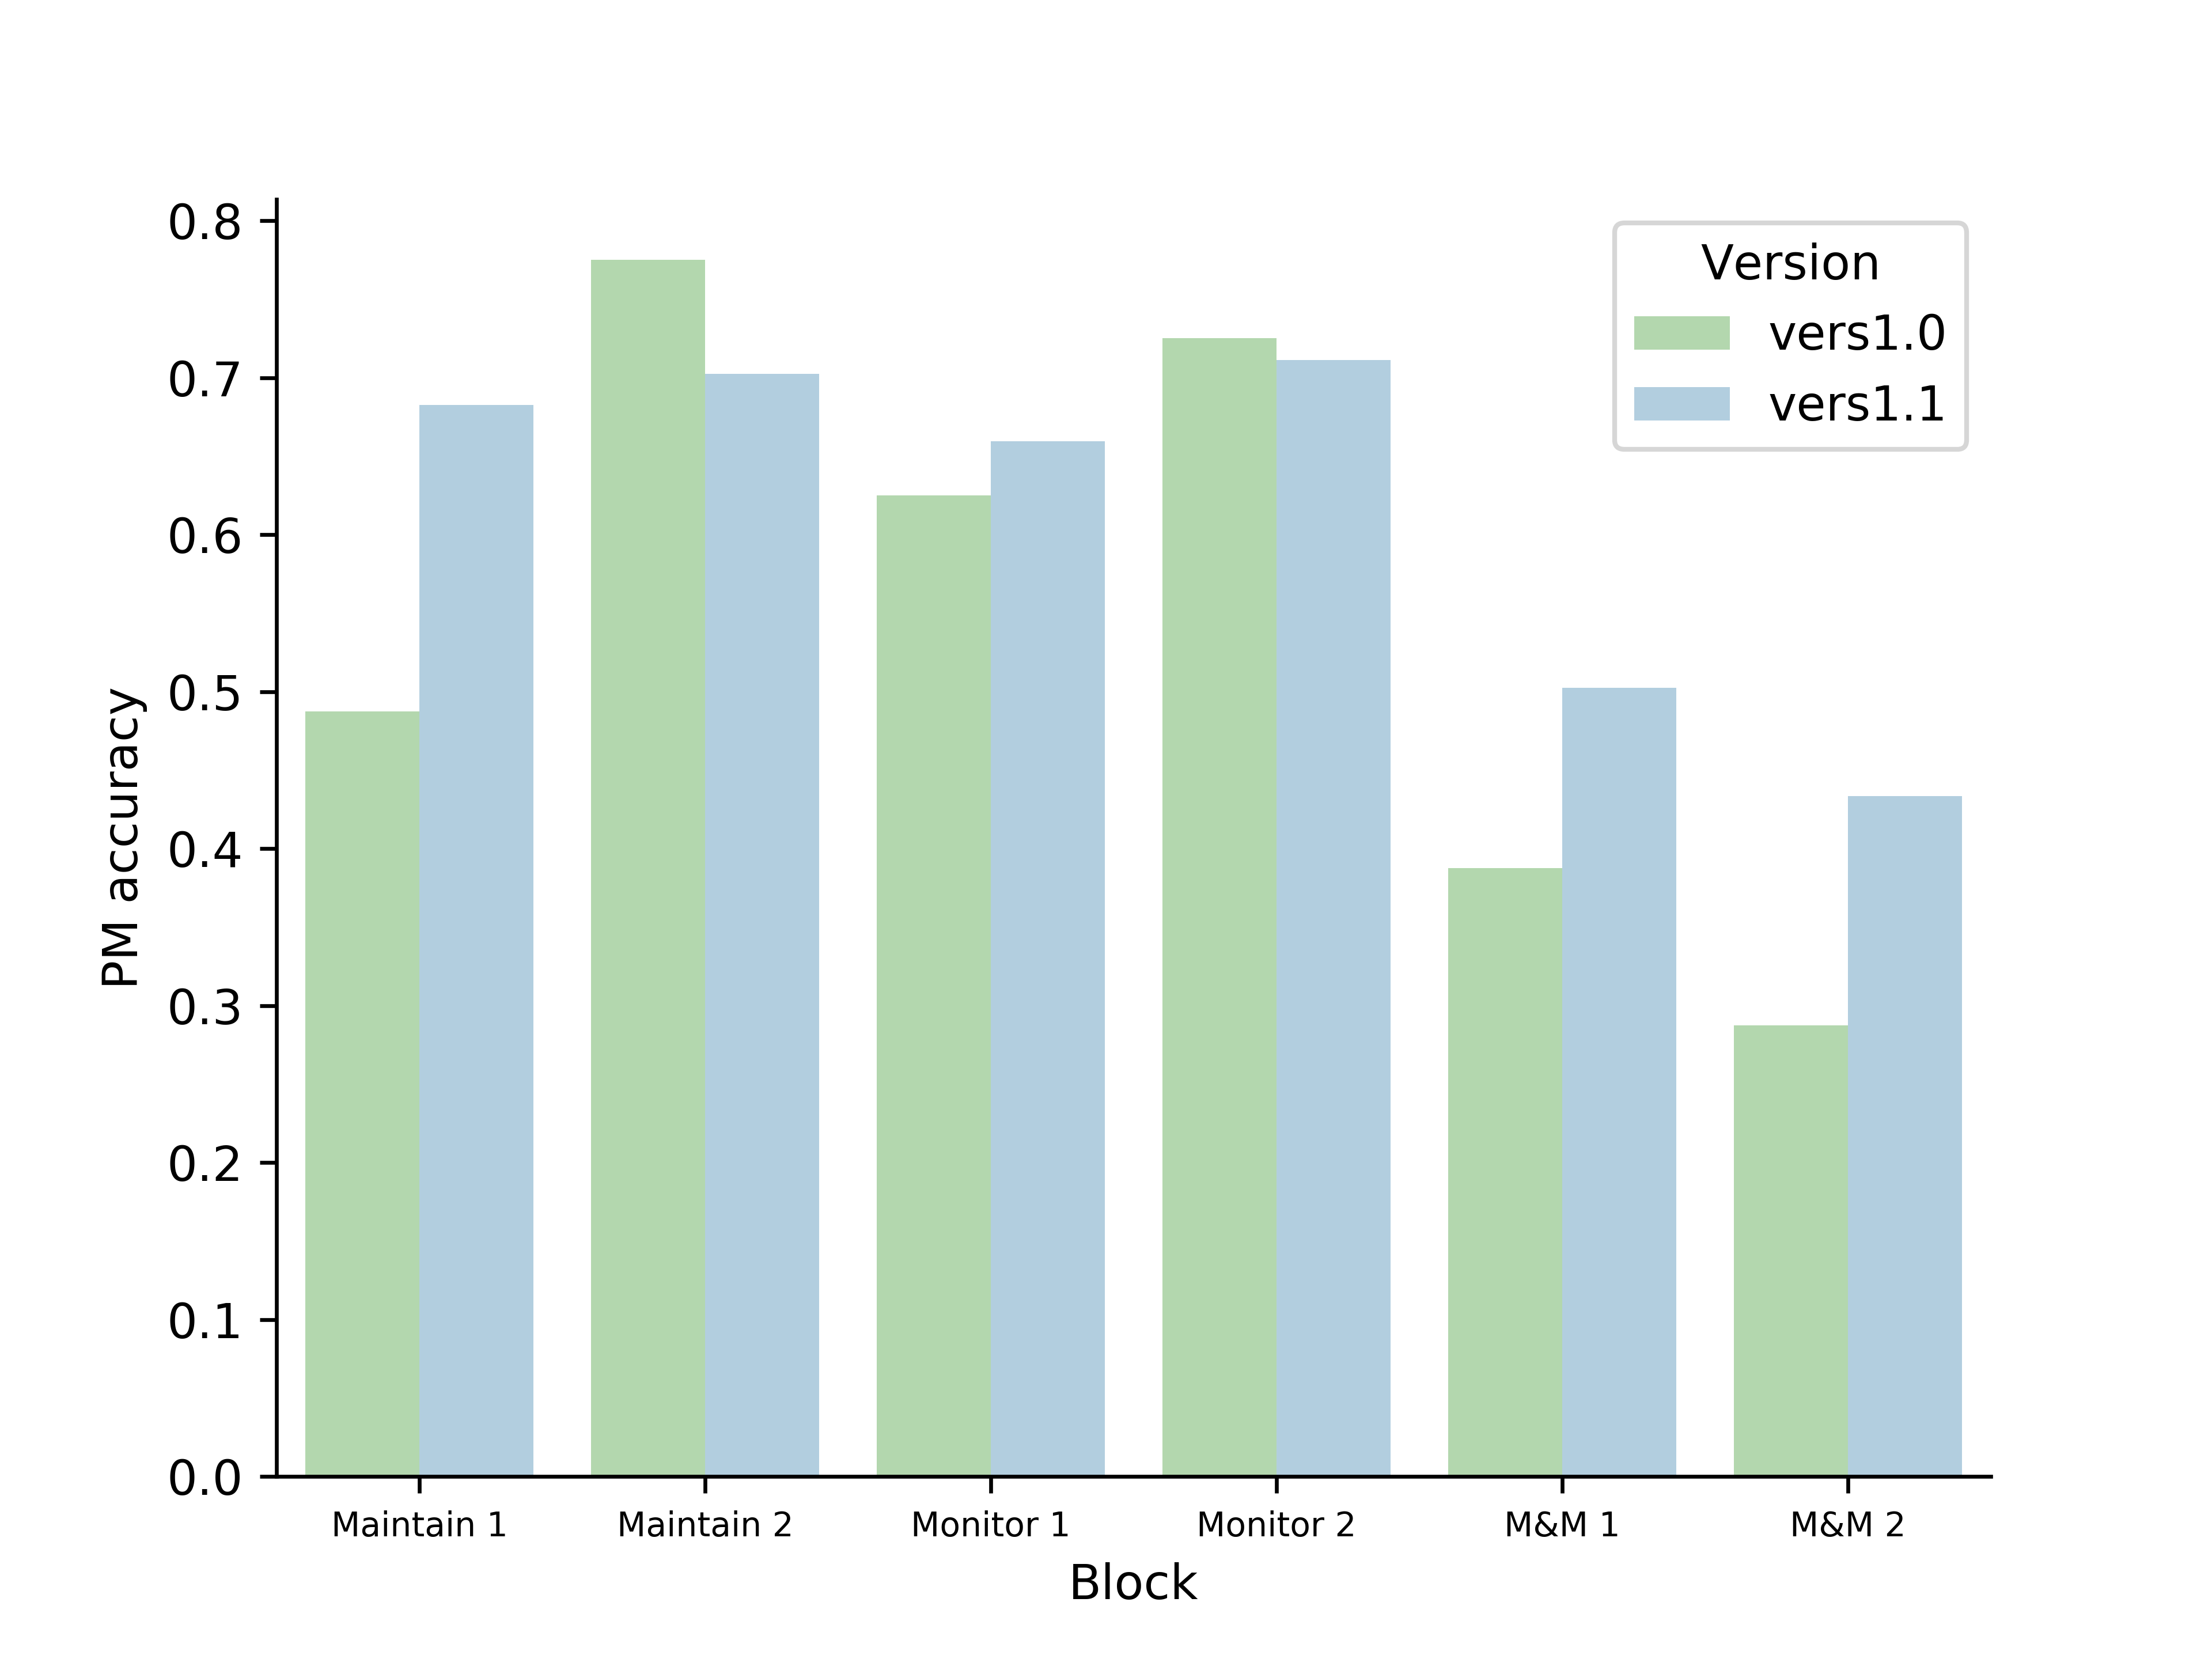 0.8
0.7
0.6
0.5
0.4
0.3
0.2
0.1
0.0
PM accuracy
Version
vers1.0
vers1.1
Maintain 1
Maintain 2
Monitor 1
Monitor 2
M&M 1
M&M 2
Block